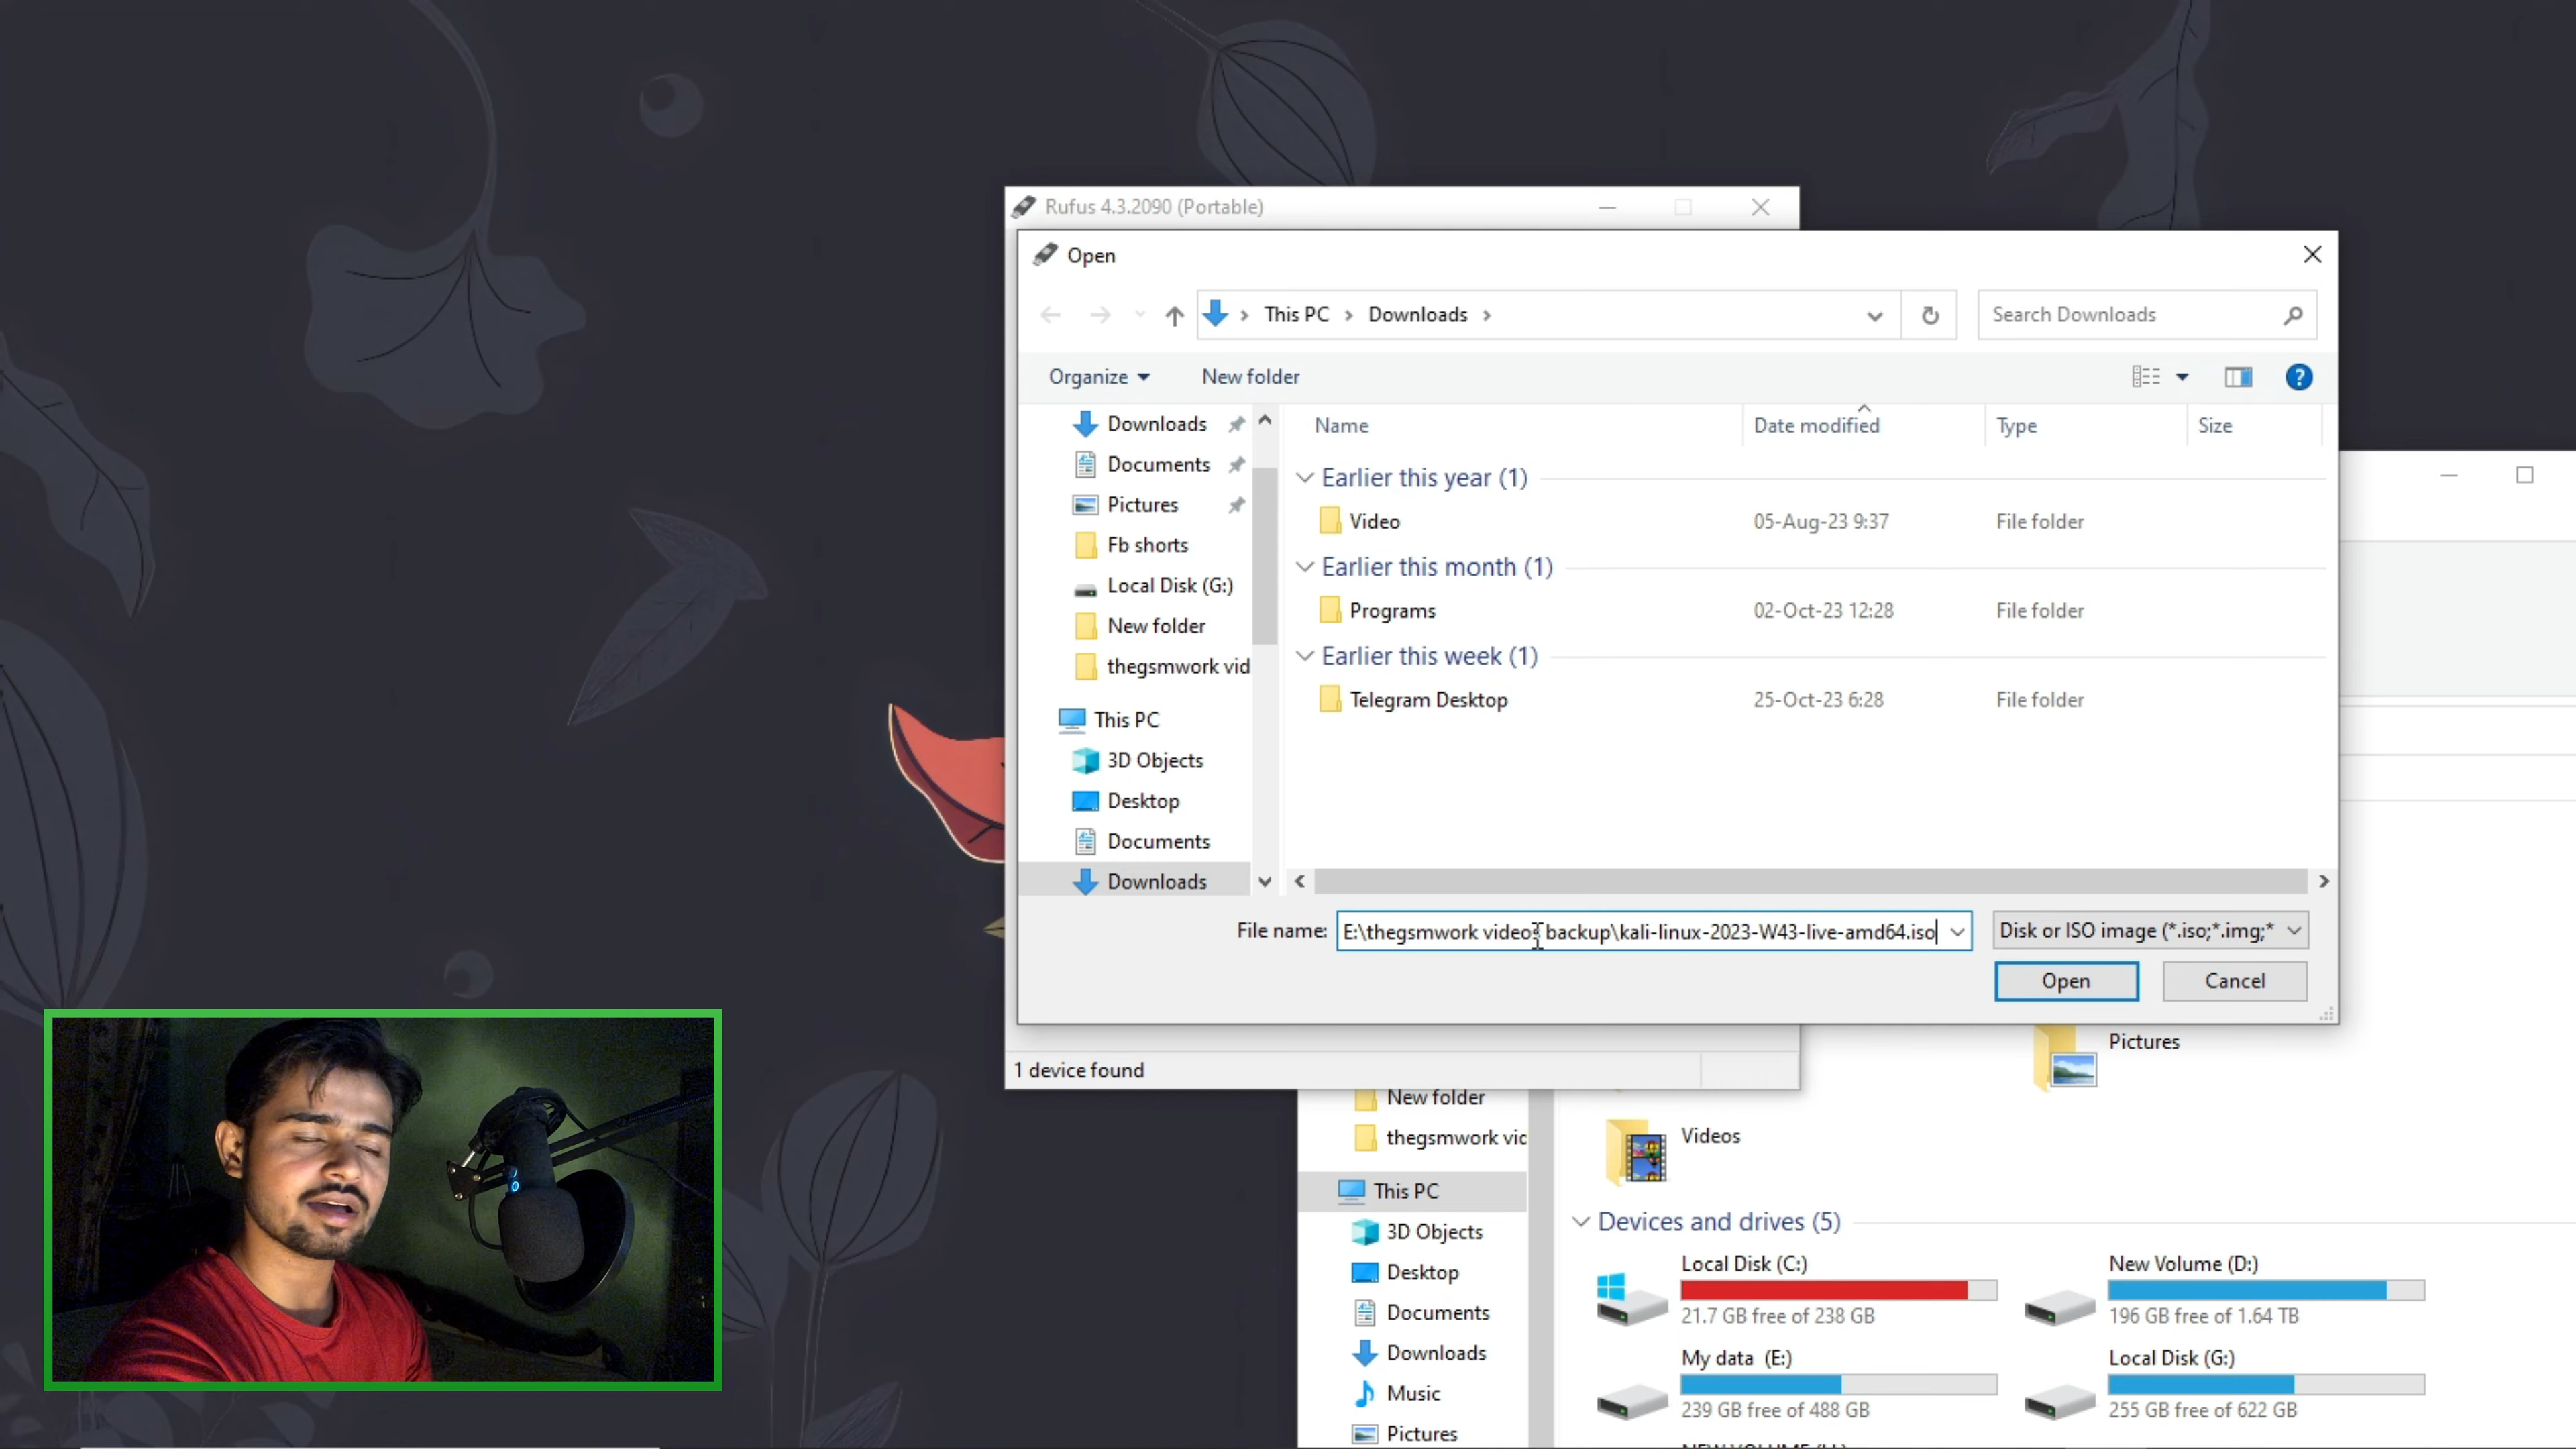 Rufus 4.3.2090 (Portable)
Open
This PC
Downloads
Search Downloads
Organize
New folder
?
Downloads
Documents
Pictures
Fb shorts
Local Disk (G:)
New folder
thegsmwork vid
This PC
3D Objects
Desktop
Documents
Downloads
Name
Date modified
Type
Size
Earlier this year (1)
Video
05-Aug-23 9:37
File folder
Earlier this month (1)
Programs
02-Oct-23 12:28
File folder
Earlier this week (1)
Telegram Desktop
25-Oct-23 6:28
File folder
File name:
E:\thegsmwork videos backup\kali-linux-2023-W43-live-amd64.iso
Disk or ISO image (*.iso;*.img;*
Open
Cancel
1 device found
New folder
thegsmwork vic
This PC
3D Objects
Desktop
Documents
Downloads
Music
Pictures
Pictures
Videos
Devices and drives (5)
Local Disk (C:)
21.7 GB free of 238 GB
New Volume (D:)
196 GB free of 1.64 TB
My data (E:)
239 GB free of 488 GB
Local Disk (G:)
255 GB free of 622 GB